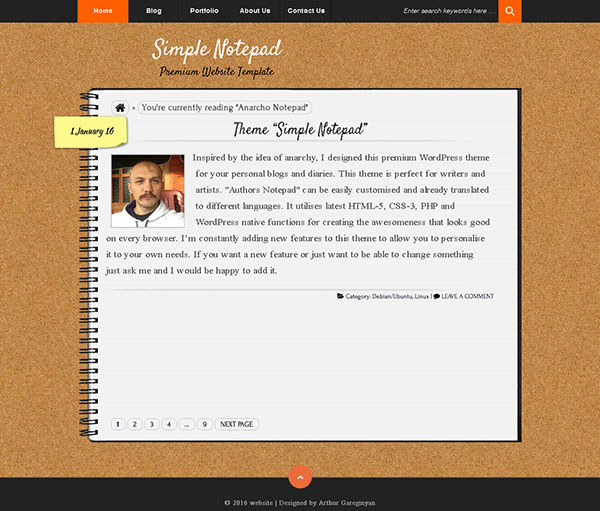 Home Blog Portfolio About Us Contact Us Enter search keywords here ...
Simple Notepad
Premium Website Template
» You're currently reading "Anarcho Notepad"
1 January 16
Theme “Simple Notepad”
Inspired by the idea of anarchy, I designed this premium WordPress theme
for your personal blogs and diaries. This theme is perfect for writers and
artists. "Authors Notepad" can be easily customised and already translated
to different languages. It utilises latest HTML-5, CSS-3, PHP and
WordPress native functions for creating the awesomeness that looks good
on every browser. I'm constantly adding new features to this theme to allow you to personalise
it to your own needs. If you want a new feature or just want to be able to change something
just ask me and I would be happy to add it.
Category: Debian/Ubuntu, Linux | LEAVE A COMMENT
1 2 3 4 ... 9 NEXT PAGE
© 2016 website | Designed by Arthur Gareginyan